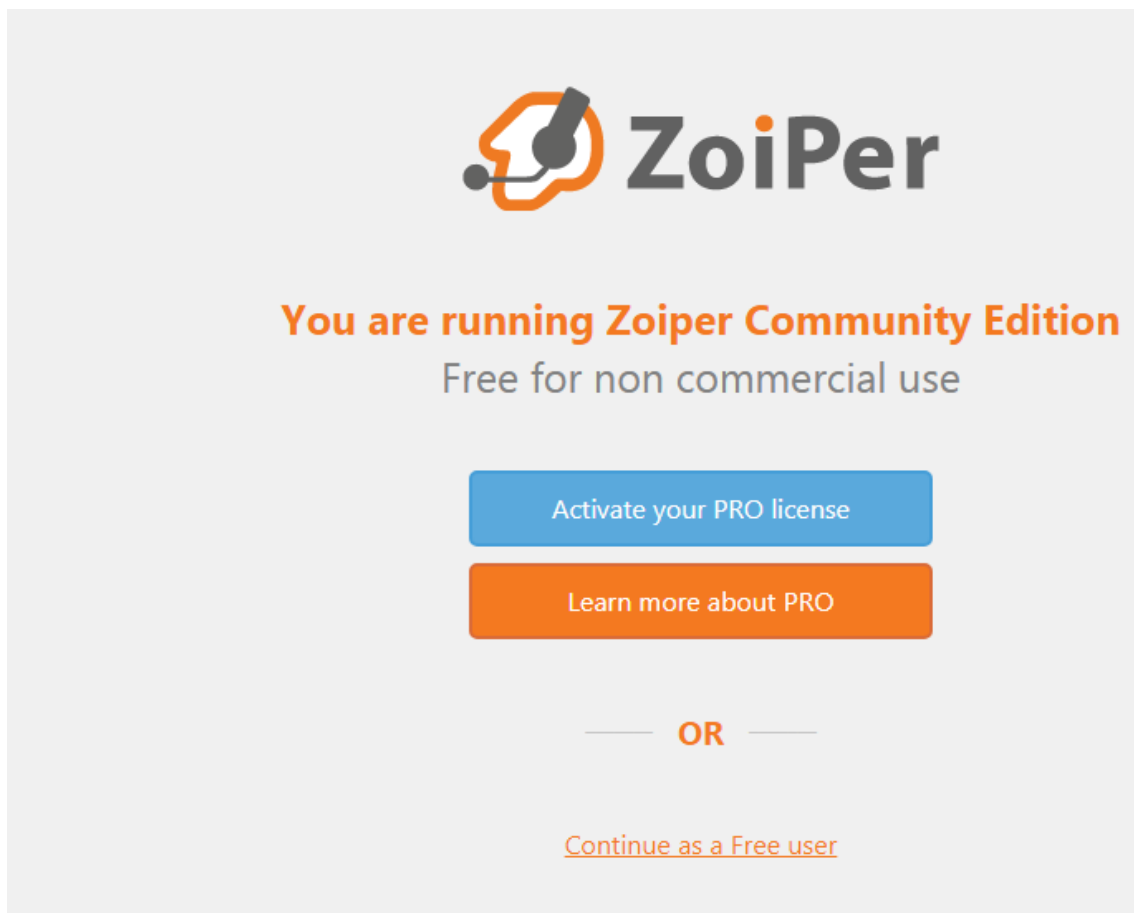 ZoiPer
You are running Zoiper Community Edition
Free for non commercial use
Activate your PRO license
Learn more about PRO
OR
Continue as a Free user